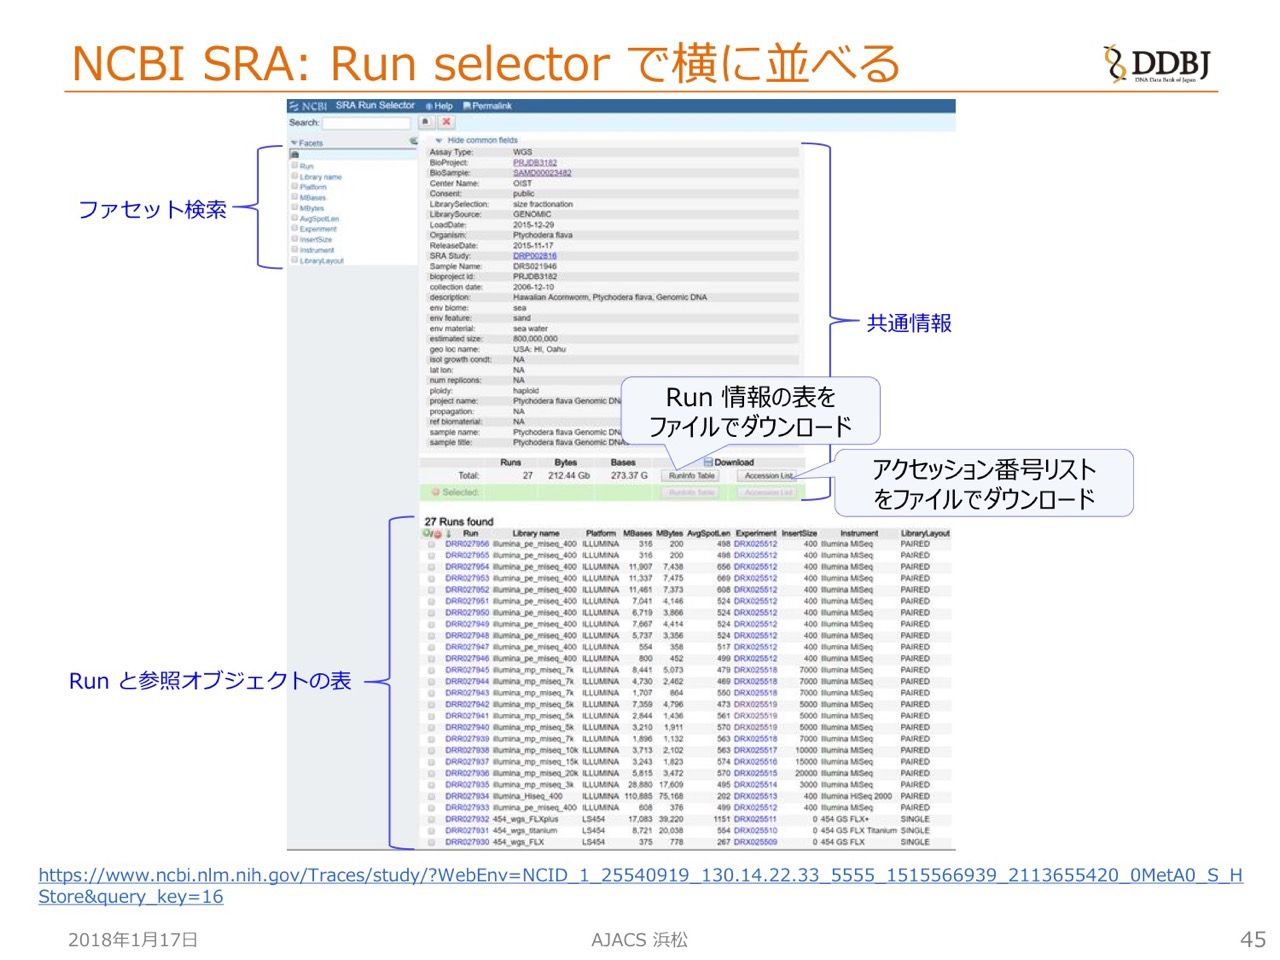 NCBI SRA: Run selector で横に並べる
DDBJ
DNA Data Bank of Japan
NCBI SRA Run Selector Help Permalink
Search:
Facets
Run
Library name
Platform
MBases
MBytes
AvgSpotLen
Experiment
InsertSize
Instrument
LibraryLayout
ファセット検索
Hide common fields
Assay Type: WGS
BioProject: PRJDB3182
BioSample: SAMD00023482
Center Name: OIST
Consent: public
LibrarySelection: size fractionation
LibrarySource: GENOMIC
LoadDate: 2015-12-29
Organism: Ptychodera flava
ReleaseDate: 2015-11-17
SRA Study: DRP002816
Sample Name: DRS021946
bioproject id: PRJDB3182
collection date: 2006-12-10
description: Hawaiian Acornworm, Ptychodera flava, Genomic DNA
env biome: sea
env feature: sand
env material: sea water
estimated size: 800,000,000
geo loc name: USA: HI, Oahu
isol growth condt: NA
lat lon: NA
num replicons: NA
ploidy: haploid
project name: Ptychodera flava Genomic DNA
propagation: NA
ref biomaterial: NA
sample name: Ptychodera flava Genomic DNA
sample title: Ptychodera flava Genomic DNA
共通情報
Run 情報の表を
ファイルでダウンロード
アクセッション番号リスト
をファイルでダウンロード
Runs Bytes Bases Download
Total: 27 212.44 Gb 273.37 G RunInfo Table Accession List
Selected: RunInfo Table Accession List
27 Runs found
Run Library name Platform MBases MBytes AvgSpotLen Experiment InsertSize Instrument LibraryLayout
DRR027956 illumina_pe_miseq_400 ILLUMINA 316 200 498 DRX025512 400 Illumina MiSeq PAIRED
DRR027955 illumina_pe_miseq_400 ILLUMINA 316 200 498 DRX025512 400 Illumina MiSeq PAIRED
DRR027954 illumina_pe_miseq_400 ILLUMINA 11,907 7,438 656 DRX025512 400 Illumina MiSeq PAIRED
DRR027953 illumina_pe_miseq_400 ILLUMINA 11,337 7,475 669 DRX025512 400 Illumina MiSeq PAIRED
DRR027952 illumina_pe_miseq_400 ILLUMINA 11,461 7,373 608 DRX025512 400 Illumina MiSeq PAIRED
DRR027951 illumina_pe_miseq_400 ILLUMINA 7,041 4,146 524 DRX025512 400 Illumina MiSeq PAIRED
DRR027950 illumina_pe_miseq_400 ILLUMINA 6,719 3,866 524 DRX025512 400 Illumina MiSeq PAIRED
DRR027949 illumina_pe_miseq_400 ILLUMINA 7,667 4,414 524 DRX025512 400 Illumina MiSeq PAIRED
DRR027948 illumina_pe_miseq_400 ILLUMINA 5,737 3,356 524 DRX025512 400 Illumina MiSeq PAIRED
DRR027947 illumina_pe_miseq_400 ILLUMINA 554 358 517 DRX025512 400 Illumina MiSeq PAIRED
DRR027946 illumina_pe_miseq_400 ILLUMINA 800 452 499 DRX025512 400 Illumina MiSeq PAIRED
DRR027945 illumina_mp_miseq_7k ILLUMINA 8,441 5,073 479 DRX025518 7000 Illumina MiSeq PAIRED
DRR027944 illumina_mp_miseq_7k ILLUMINA 4,730 2,462 469 DRX025518 7000 Illumina MiSeq PAIRED
DRR027943 illumina_mp_miseq_7k ILLUMINA 1,707 864 550 DRX025518 7000 Illumina MiSeq PAIRED
DRR027942 illumina_mp_miseq_5k ILLUMINA 7,359 4,796 473 DRX025519 5000 Illumina MiSeq PAIRED
DRR027941 illumina_mp_miseq_5k ILLUMINA 2,844 1,436 561 DRX025519 5000 Illumina MiSeq PAIRED
DRR027940 illumina_mp_miseq_5k ILLUMINA 3,210 1,911 570 DRX025519 5000 Illumina MiSeq PAIRED
DRR027939 illumina_mp_miseq_7k ILLUMINA 1,896 1,132 563 DRX025518 7000 Illumina MiSeq PAIRED
DRR027938 illumina_mp_miseq_10k ILLUMINA 3,713 2,102 563 DRX025517 10000 Illumina MiSeq PAIRED
DRR027937 illumina_mp_miseq_15k ILLUMINA 3,243 1,823 574 DRX025516 15000 Illumina MiSeq PAIRED
DRR027936 illumina_mp_miseq_20k ILLUMINA 5,815 3,472 570 DRX025515 20000 Illumina MiSeq PAIRED
DRR027935 illumina_mp_miseq_3k ILLUMINA 28,880 17,609 495 DRX025514 3000 Illumina MiSeq PAIRED
DRR027934 illumina_Hiseq_400 ILLUMINA 110,885 75,168 202 DRX025513 400 Illumina HiSeq 2000 PAIRED
DRR027933 illumina_pe_miseq_400 ILLUMINA 608 376 499 DRX025512 400 Illumina MiSeq PAIRED
DRR027932 454_wgs_FLXplus LS454 17,083 39,220 1151 DRX025511 0 454 GS FLX+ SINGLE
DRR027931 454_wgs_titanium LS454 8,721 20,038 554 DRX025510 0 454 GS FLX Titanium SINGLE
DRR027930 454_wgs_FLX LS454 375 778 267 DRX025509 0 454 GS FLX SINGLE
Run と参照オブジェクトの表
https://www.ncbi.nlm.nih.gov/Traces/study/?WebEnv=NCID_1_25540919_130.14.22.33_5555_1515566939_2113655420_0MetA0_S_H
Store&query_key=16
2018年1月17日
AJACS 浜松
45